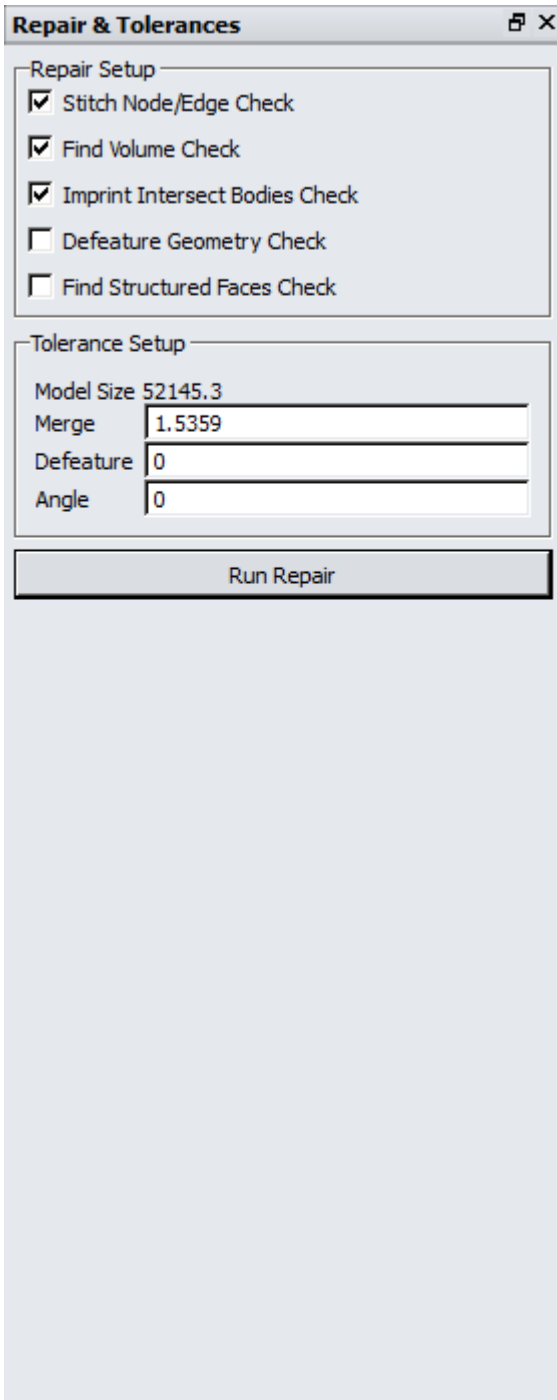 Repair & Tolerances
Repair Setup
Stitch Node/Edge Check
Find Volume Check
Imprint Intersect Bodies Check
Defeature Geometry Check
Find Structured Faces Check
Tolerance Setup
Model Size 52145.3
Merge 1.5359
Defeature 0
Angle 0
Run Repair